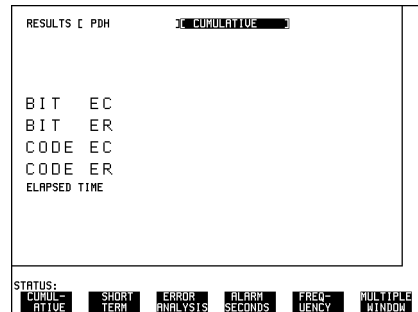 RESULTS [ PDH ][ CUMULATIVE ]
BIT EC
BIT ER
CODE EC
CODE ER
ELAPSED TIME
STATUS:
CUMUL- SHORT ERROR ALARM FREQ- MULTIPLE
ATIVE TERM ANALYSIS SECONDS UENCY WINDOW